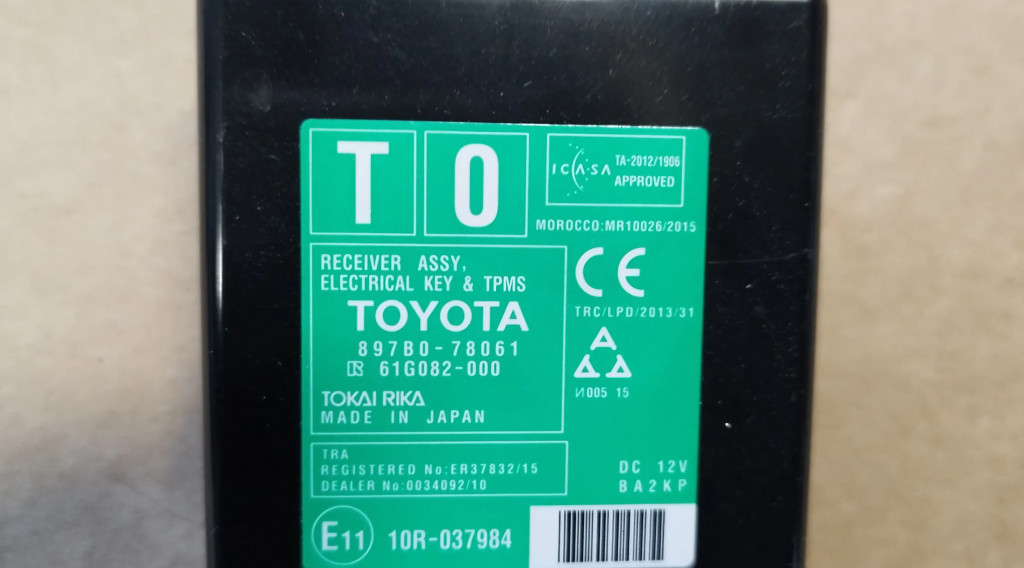 T 0
ICASA TA-2012/1906
APPROVED
MOROCCO:MR10026/2015
RECEIVER ASSY,
ELECTRICAL KEY & TPMS
TOYOTA
897B0-78061
61G082-000
TOKAI RIKA
MADE IN JAPAN
CE
TRC/LPD/2013/31
И005 15
TRA
REGISTERED No:ER37832/15
DEALER No:0034092/10
DC 12V
BA2KP
E11 10R-037984